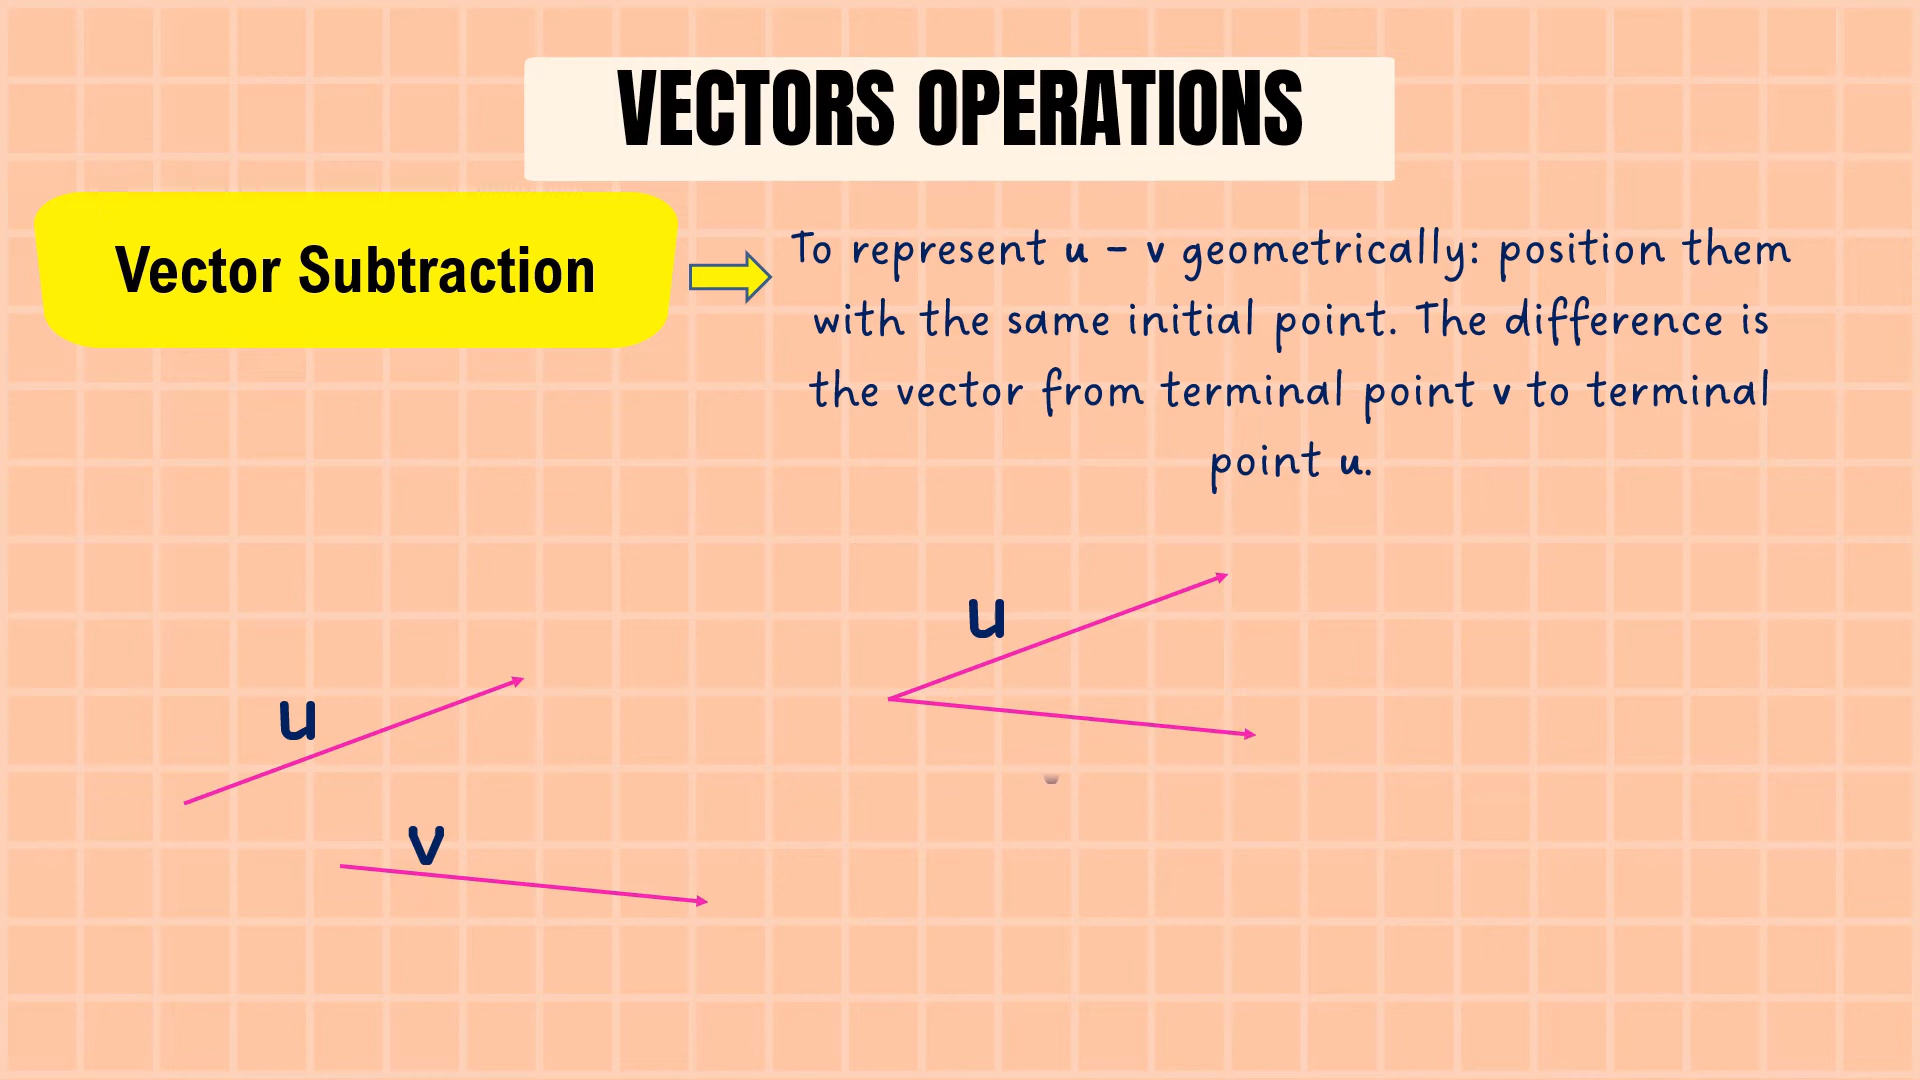 VECTORS OPERATIONS
Vector Subtraction
To represent u - v geometrically: position them
with the same initial point. The difference is
the vector from terminal point v to terminal
point u.
u
u
v